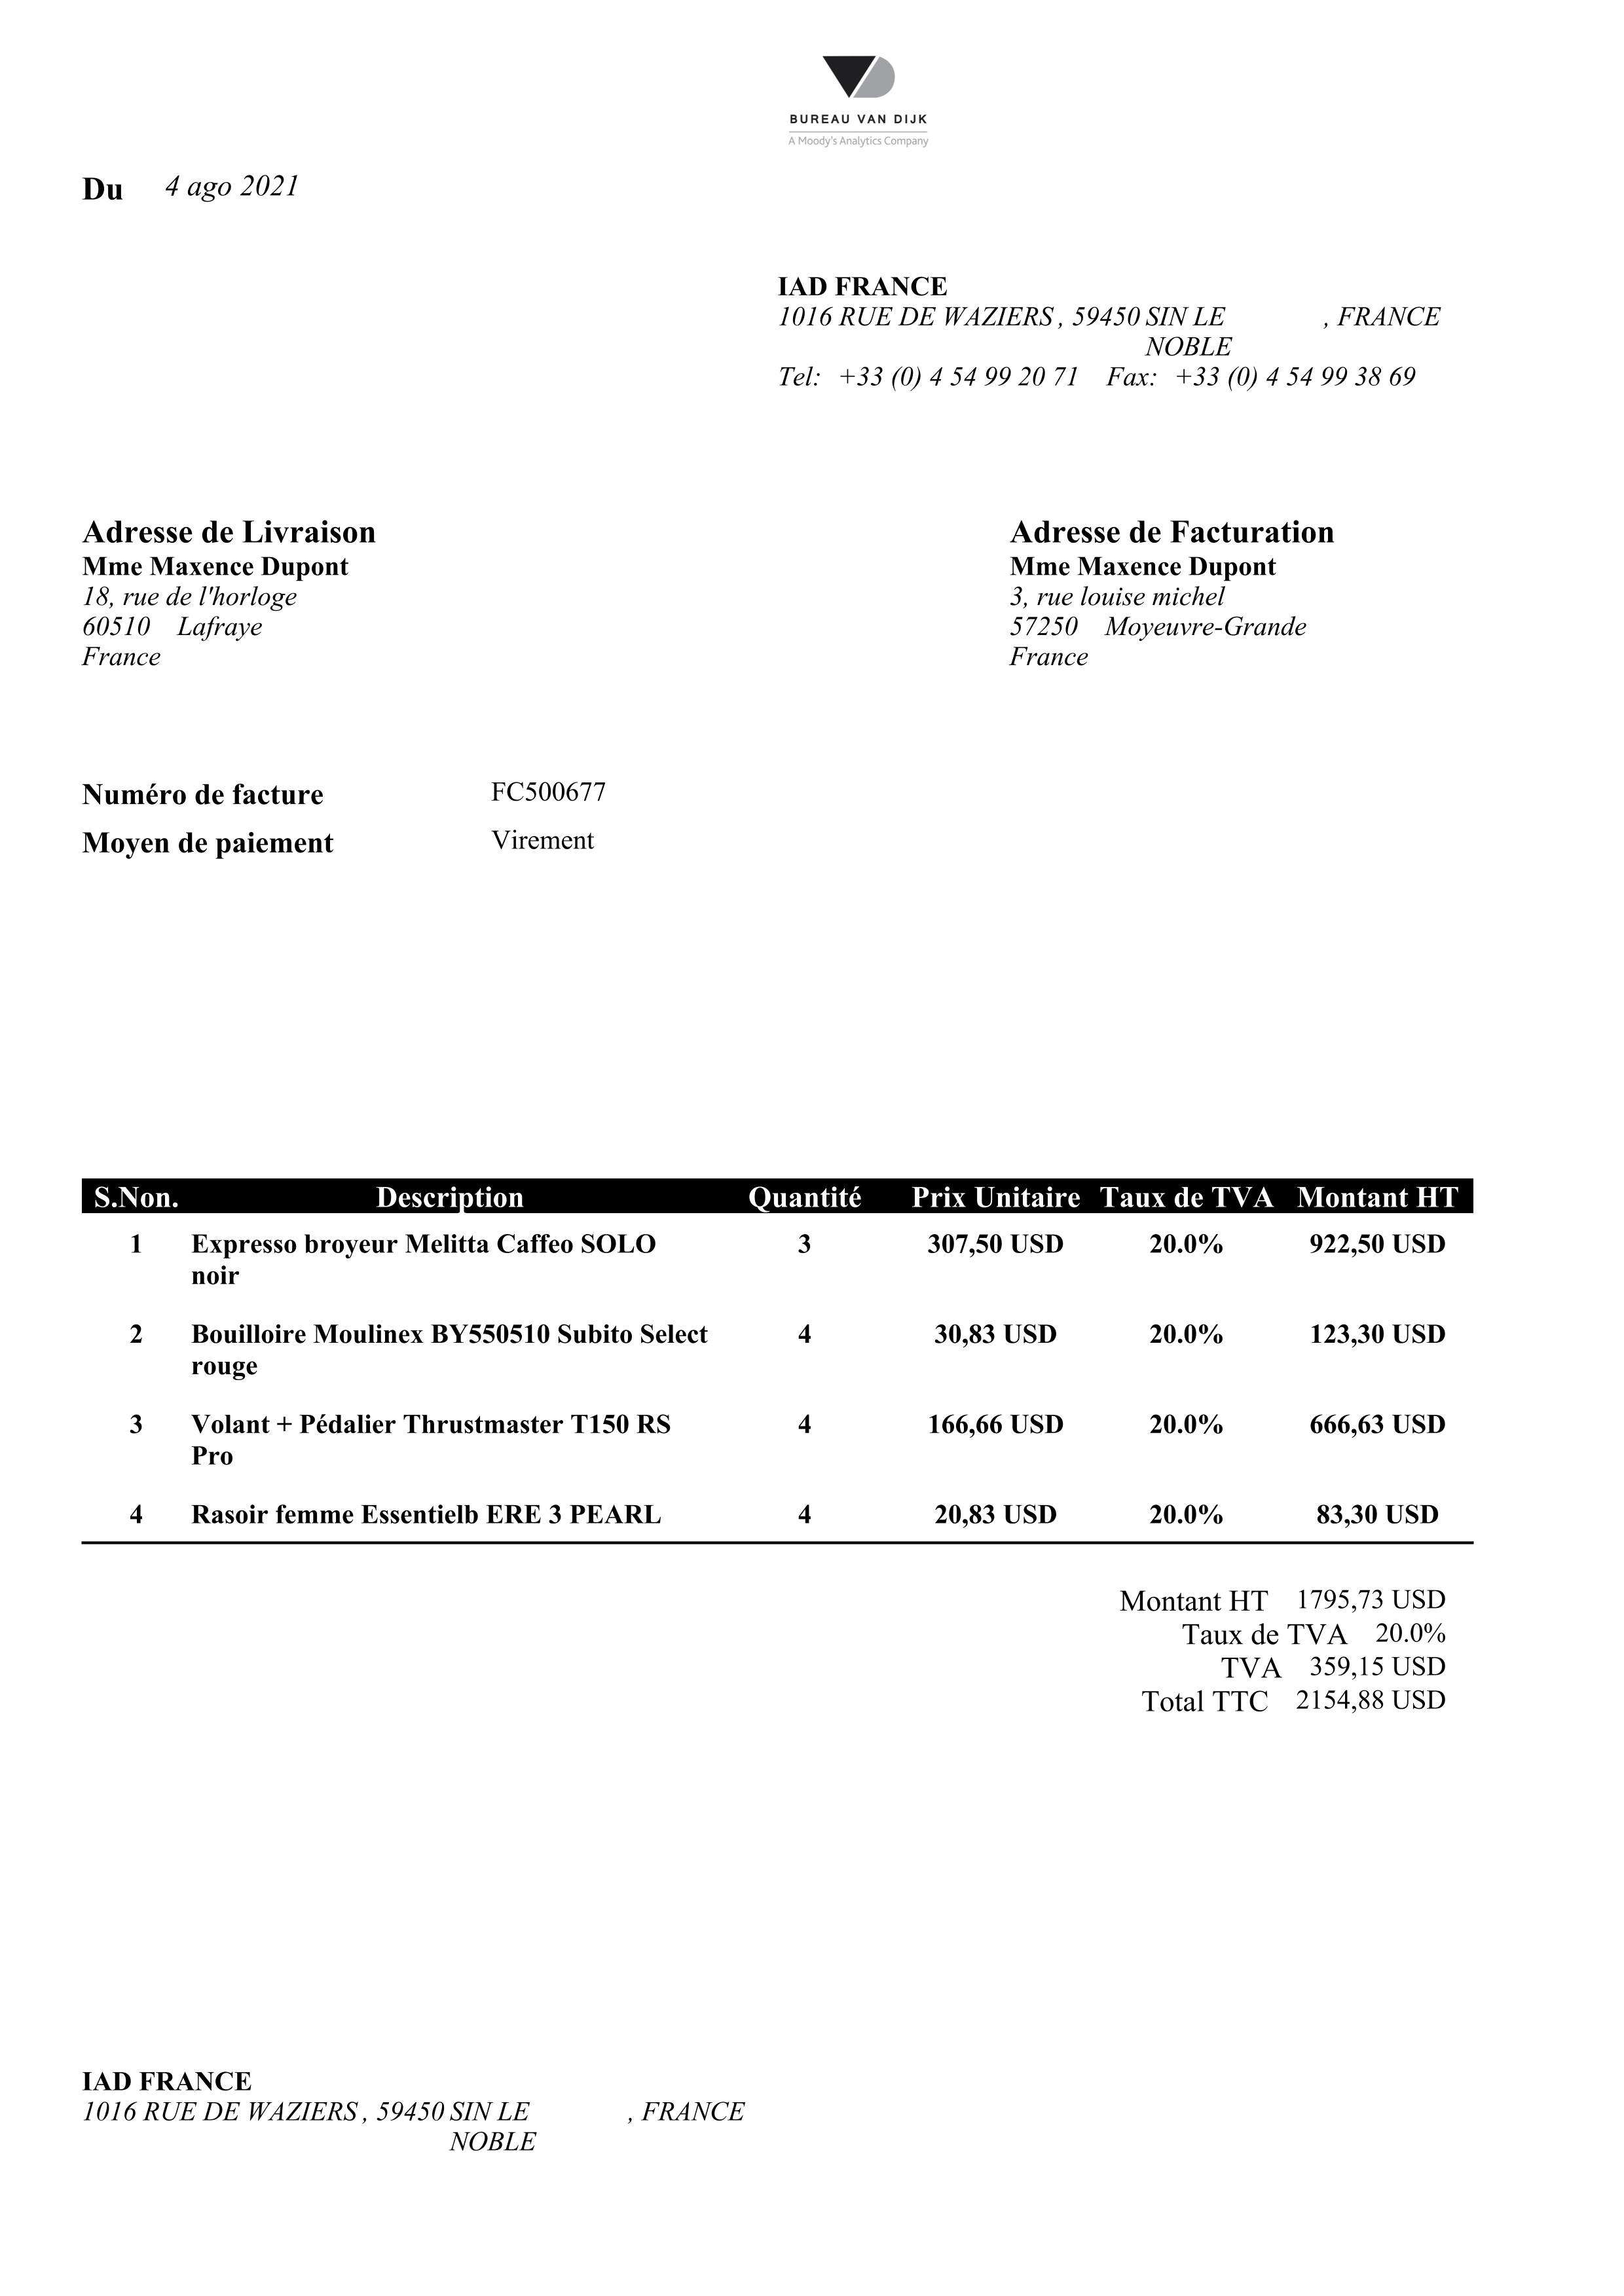 BUREAU VAN DIJK
A Moody's Analytics Company
Du 4 ago 2021
IAD FRANCE
1016 RUE DE WAZIERS , 59450 SIN LE , FRANCE
NOBLE
Tel: +33 (0) 4 54 99 20 71 Fax: +33 (0) 4 54 99 38 69
Adresse de Livraison
Mme Maxence Dupont
18, rue de l'horloge
60510 Lafraye
France
Adresse de Facturation
Mme Maxence Dupont
3, rue louise michel
57250 Moyeuvre-Grande
France
Numéro de facture FC500677
Moyen de paiement Virement
S.Non. Description Quantité Prix Unitaire Taux de TVA Montant HT
1 Expresso broyeur Melitta Caffeo SOLO 3 307,50 USD 20.0% 922,50 USD
noir
2 Bouilloire Moulinex BY550510 Subito Select 4 30,83 USD 20.0% 123,30 USD
rouge
3 Volant + Pédalier Thrustmaster T150 RS 4 166,66 USD 20.0% 666,63 USD
Pro
4 Rasoir femme Essentielb ERE 3 PEARL 4 20,83 USD 20.0% 83,30 USD
Montant HT 1795,73 USD
Taux de TVA 20.0%
TVA 359,15 USD
Total TTC 2154,88 USD
IAD FRANCE
1016 RUE DE WAZIERS , 59450 SIN LE , FRANCE
NOBLE